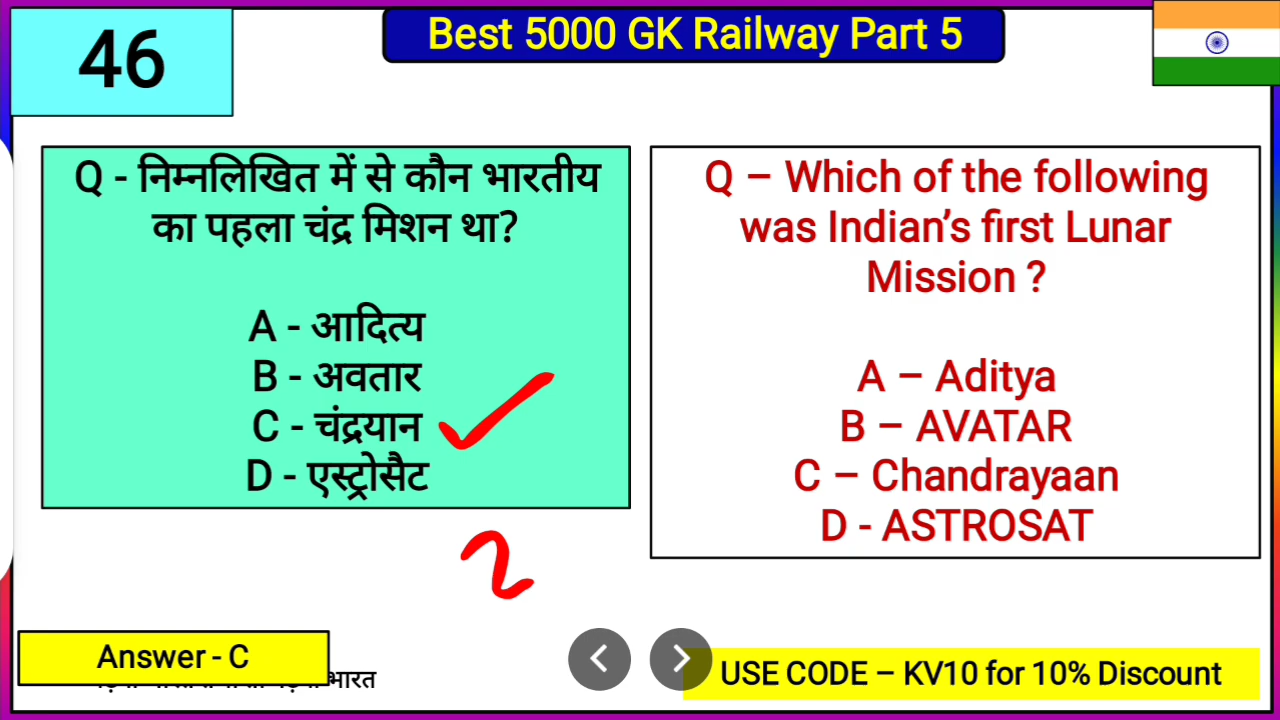 46
Best 5000 GK Railway Part 5
Q - निम्नलिखित में से कौन भारतीय
का पहला चंद्र मिशन था?
A - आदित्य
B - अवतार
C - चंद्रयान
D - एस्ट्रोसैट
Q – Which of the following
was Indian’s first Lunar
Mission ?
A – Aditya
B – AVATAR
C – Chandrayaan
D - ASTROSAT
2
Answer - C
भारत
USE CODE – KV10 for 10% Discount